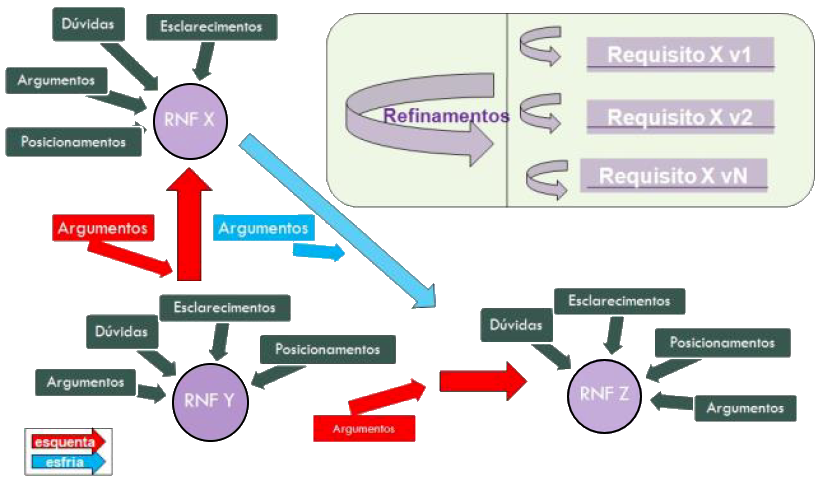 Dúvidas
Esclarecimentos
Argumentos
Posicionamentos
RNF X
Refinamentos
Requisito X v1
Requisito X v2
Requisito X vN
Argumentos
Argumentos
Esclarecimentos
Dúvidas
Posicionamentos
Argumentos
RNF Y
Argumentos
Esclarecimentos
Dúvidas
Posicionamentos
RNF Z
Argumentos
esquenta
esfria